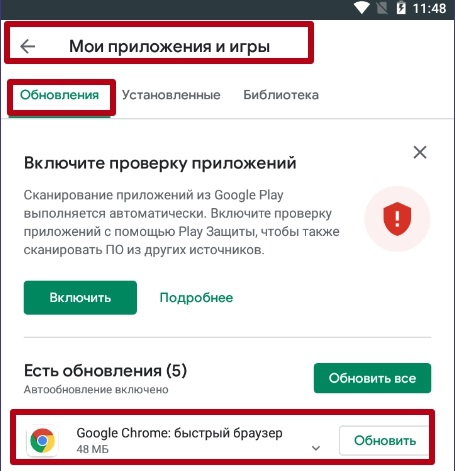 11:48
Мои приложения и игры
Обновления Установленные Библиотека
Включите проверку приложений
Сканирование приложений из Google Play
выполняется автоматически. Включите проверку
приложений с помощью Play Защиты, чтобы также
сканировать ПО из других источников.
Включить Подробнее
Есть обновления (5)
Автообновление включено
Обновить все
Google Chrome: быстрый браузер
48 МБ
Обновить